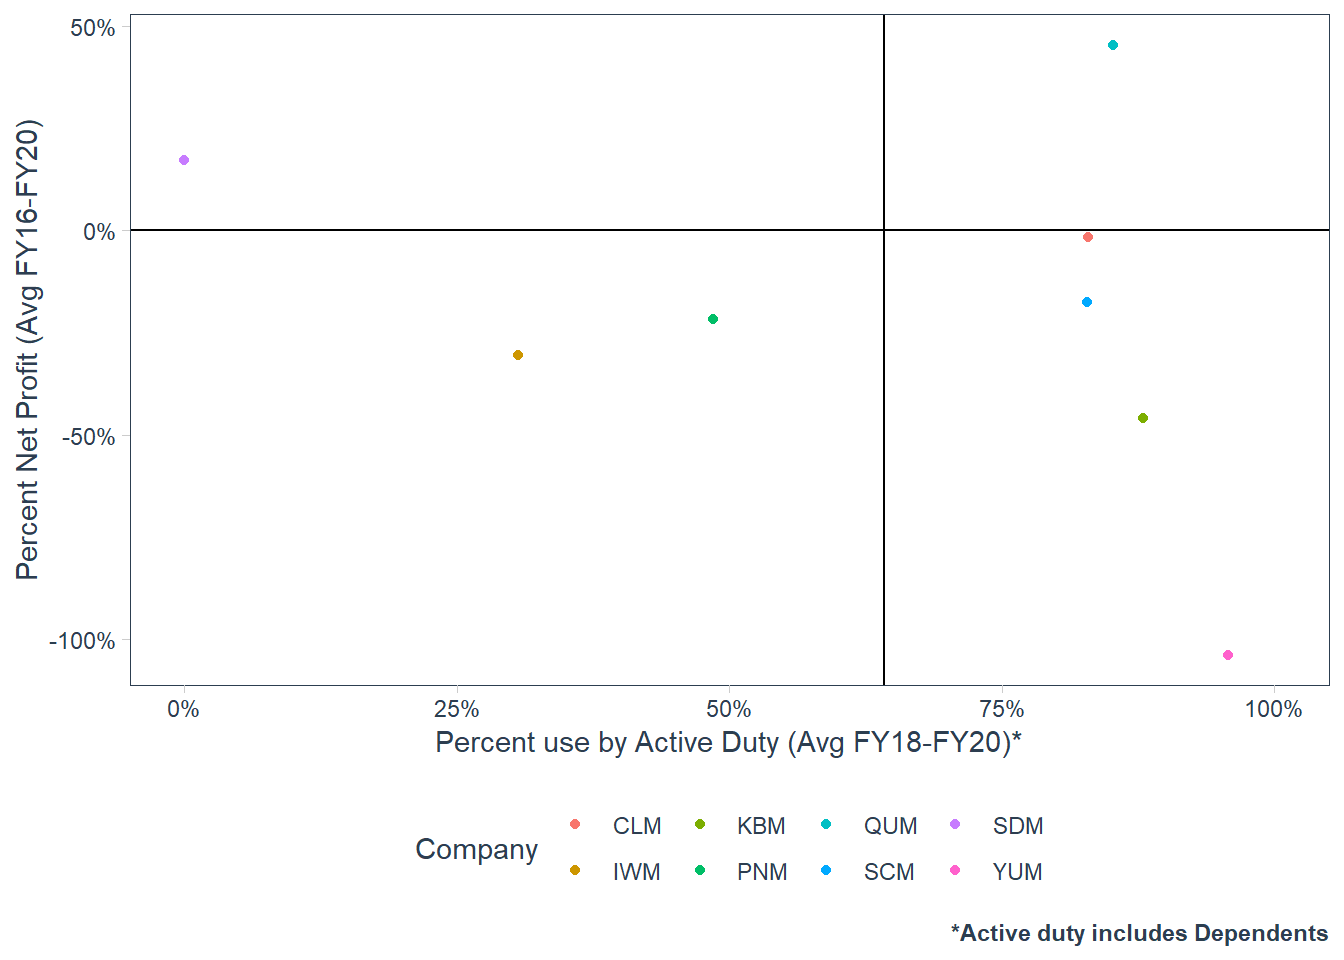 Percent Net Profit (Avg FY16-FY20)
50%
0%
-50%
-100%
0% 25% 50% 75% 100%
Percent use by Active Duty (Avg FY18-FY20)*
Company
CLM KBM QUM SDM
IWM PNM SCM YUM
*Active duty includes Dependents